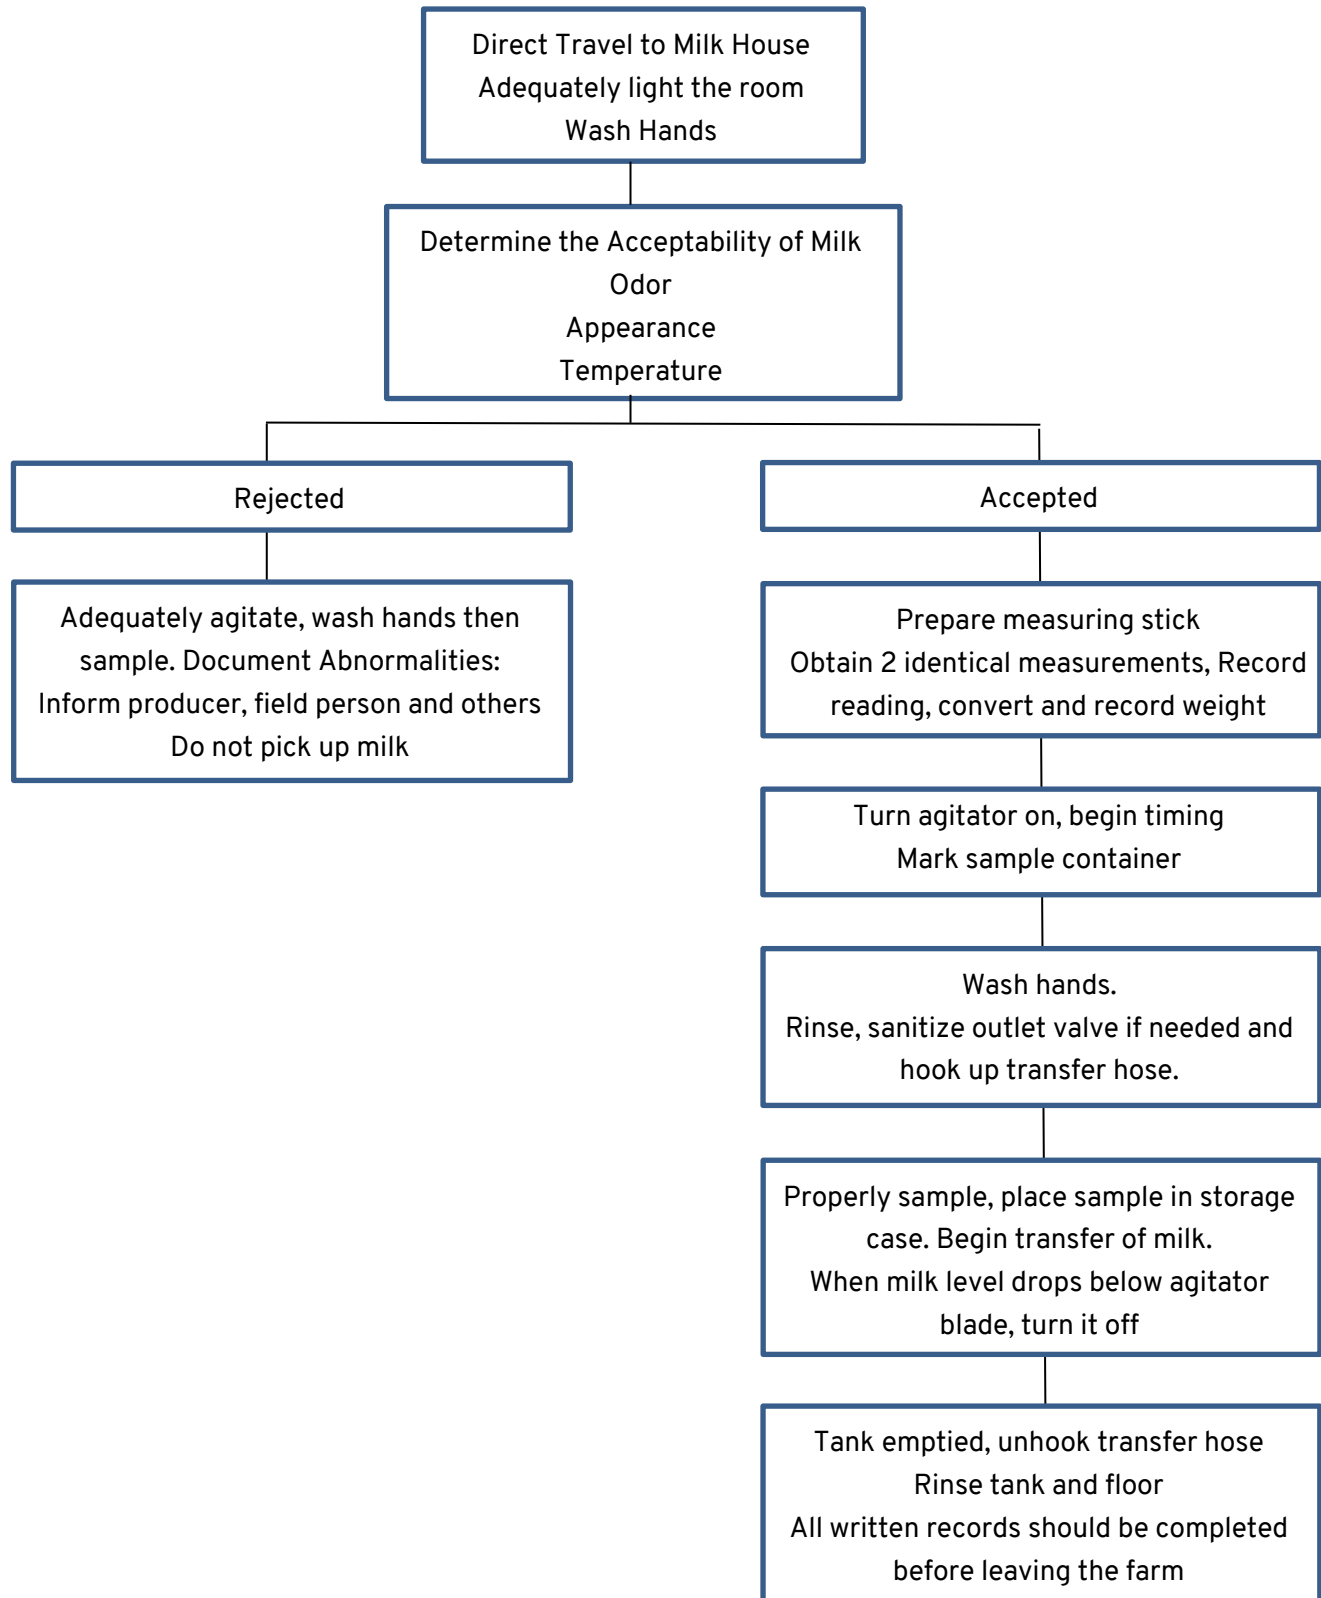 Direct Travel to Milk House
Adequately light the room
Wash Hands
Determine the Acceptability of Milk
Odor
Appearance
Temperature
Rejected
Adequately agitate, wash hands then
sample. Document Abnormalities:
Inform producer, field person and others
Do not pick up milk
Accepted
Prepare measuring stick
Obtain 2 identical measurements, Record
reading, convert and record weight
Turn agitator on, begin timing
Mark sample container
Wash hands.
Rinse, sanitize outlet valve if needed and
hook up transfer hose.
Properly sample, place sample in storage
case. Begin transfer of milk.
When milk level drops below agitator
blade, turn it off
Tank emptied, unhook transfer hose
Rinse tank and floor
All written records should be completed
before leaving the farm